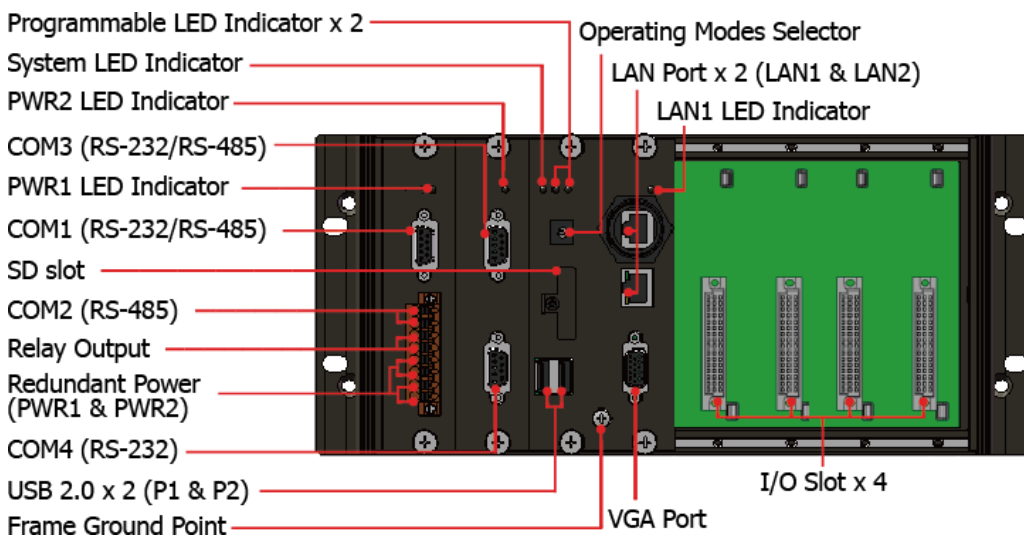 Programmable LED Indicator x 2
System LED Indicator
PWR2 LED Indicator
COM3 (RS-232/RS-485)
PWR1 LED Indicator
COM1 (RS-232/RS-485)
SD slot
COM2 (RS-485)
Relay Output
Redundant Power
(PWR1 & PWR2)
COM4 (RS-232)
USB 2.0 x 2 (P1 & P2)
Frame Ground Point
Operating Modes Selector
LAN Port x 2 (LAN1 & LAN2)
LAN1 LED Indicator
I/O Slot x 4
VGA Port